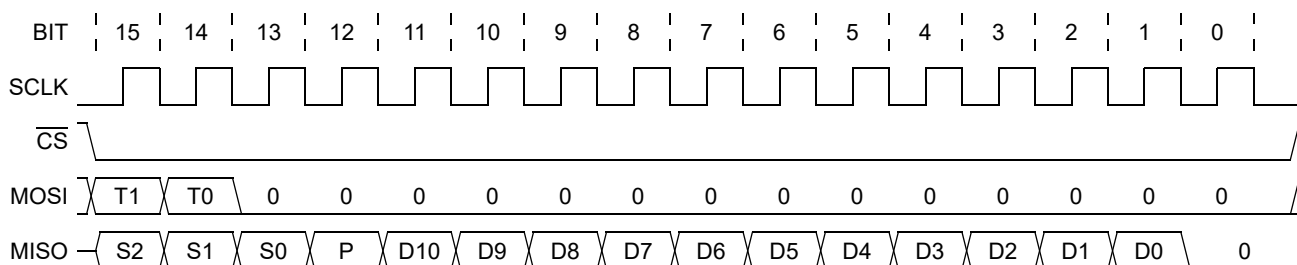 BIT 15 14 13 12 11 10 9 8 7 6 5 4 3 2 1 0
SCLK
CS
MOSI T1 T0 0 0 0 0 0 0 0 0 0 0 0 0 0 0
MISO S2 S1 S0 P D10 D9 D8 D7 D6 D5 D4 D3 D2 D1 D0 0